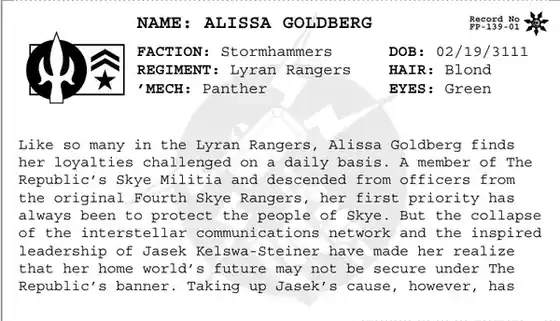 NAME: ALISSA GOLDBERG
Record No
FP-139-01
FACTION: Stormhammers
DOB: 02/19/3111
REGIMENT: Lyran Rangers
HAIR: Blond
'MECH: Panther
EYES: Green
Like so many in the Lyran Rangers, Alissa Goldberg finds
her loyalties challenged on a daily basis. A member of The
Republic's Skye Militia and descended from officers from
the original Fourth Skye Rangers, her first priority has
always been to protect the people of Skye. But the collapse
of the interstellar communications network and the inspired
leadership of Jasek Kelswa-Steiner have made her realize
that her home world's future may not be secure under The
Republic's banner. Taking up Jasek's cause, however, has